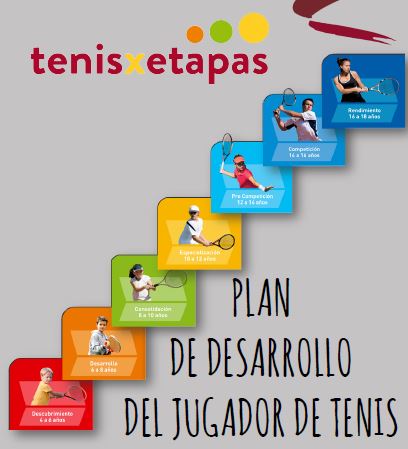 tenisxetapas
Rendimiento
16 a 18 años
Competición
14 a 16 años
Pre Competición
12 a 14 años
Especialización
10 a 12 años
Consolidación
8 a 10 años
Desarrollo
6 a 8 años
Descubrimiento
4 a 6 años
PLAN
DE DESARROLLO
DEL JUGADOR DE TENIS